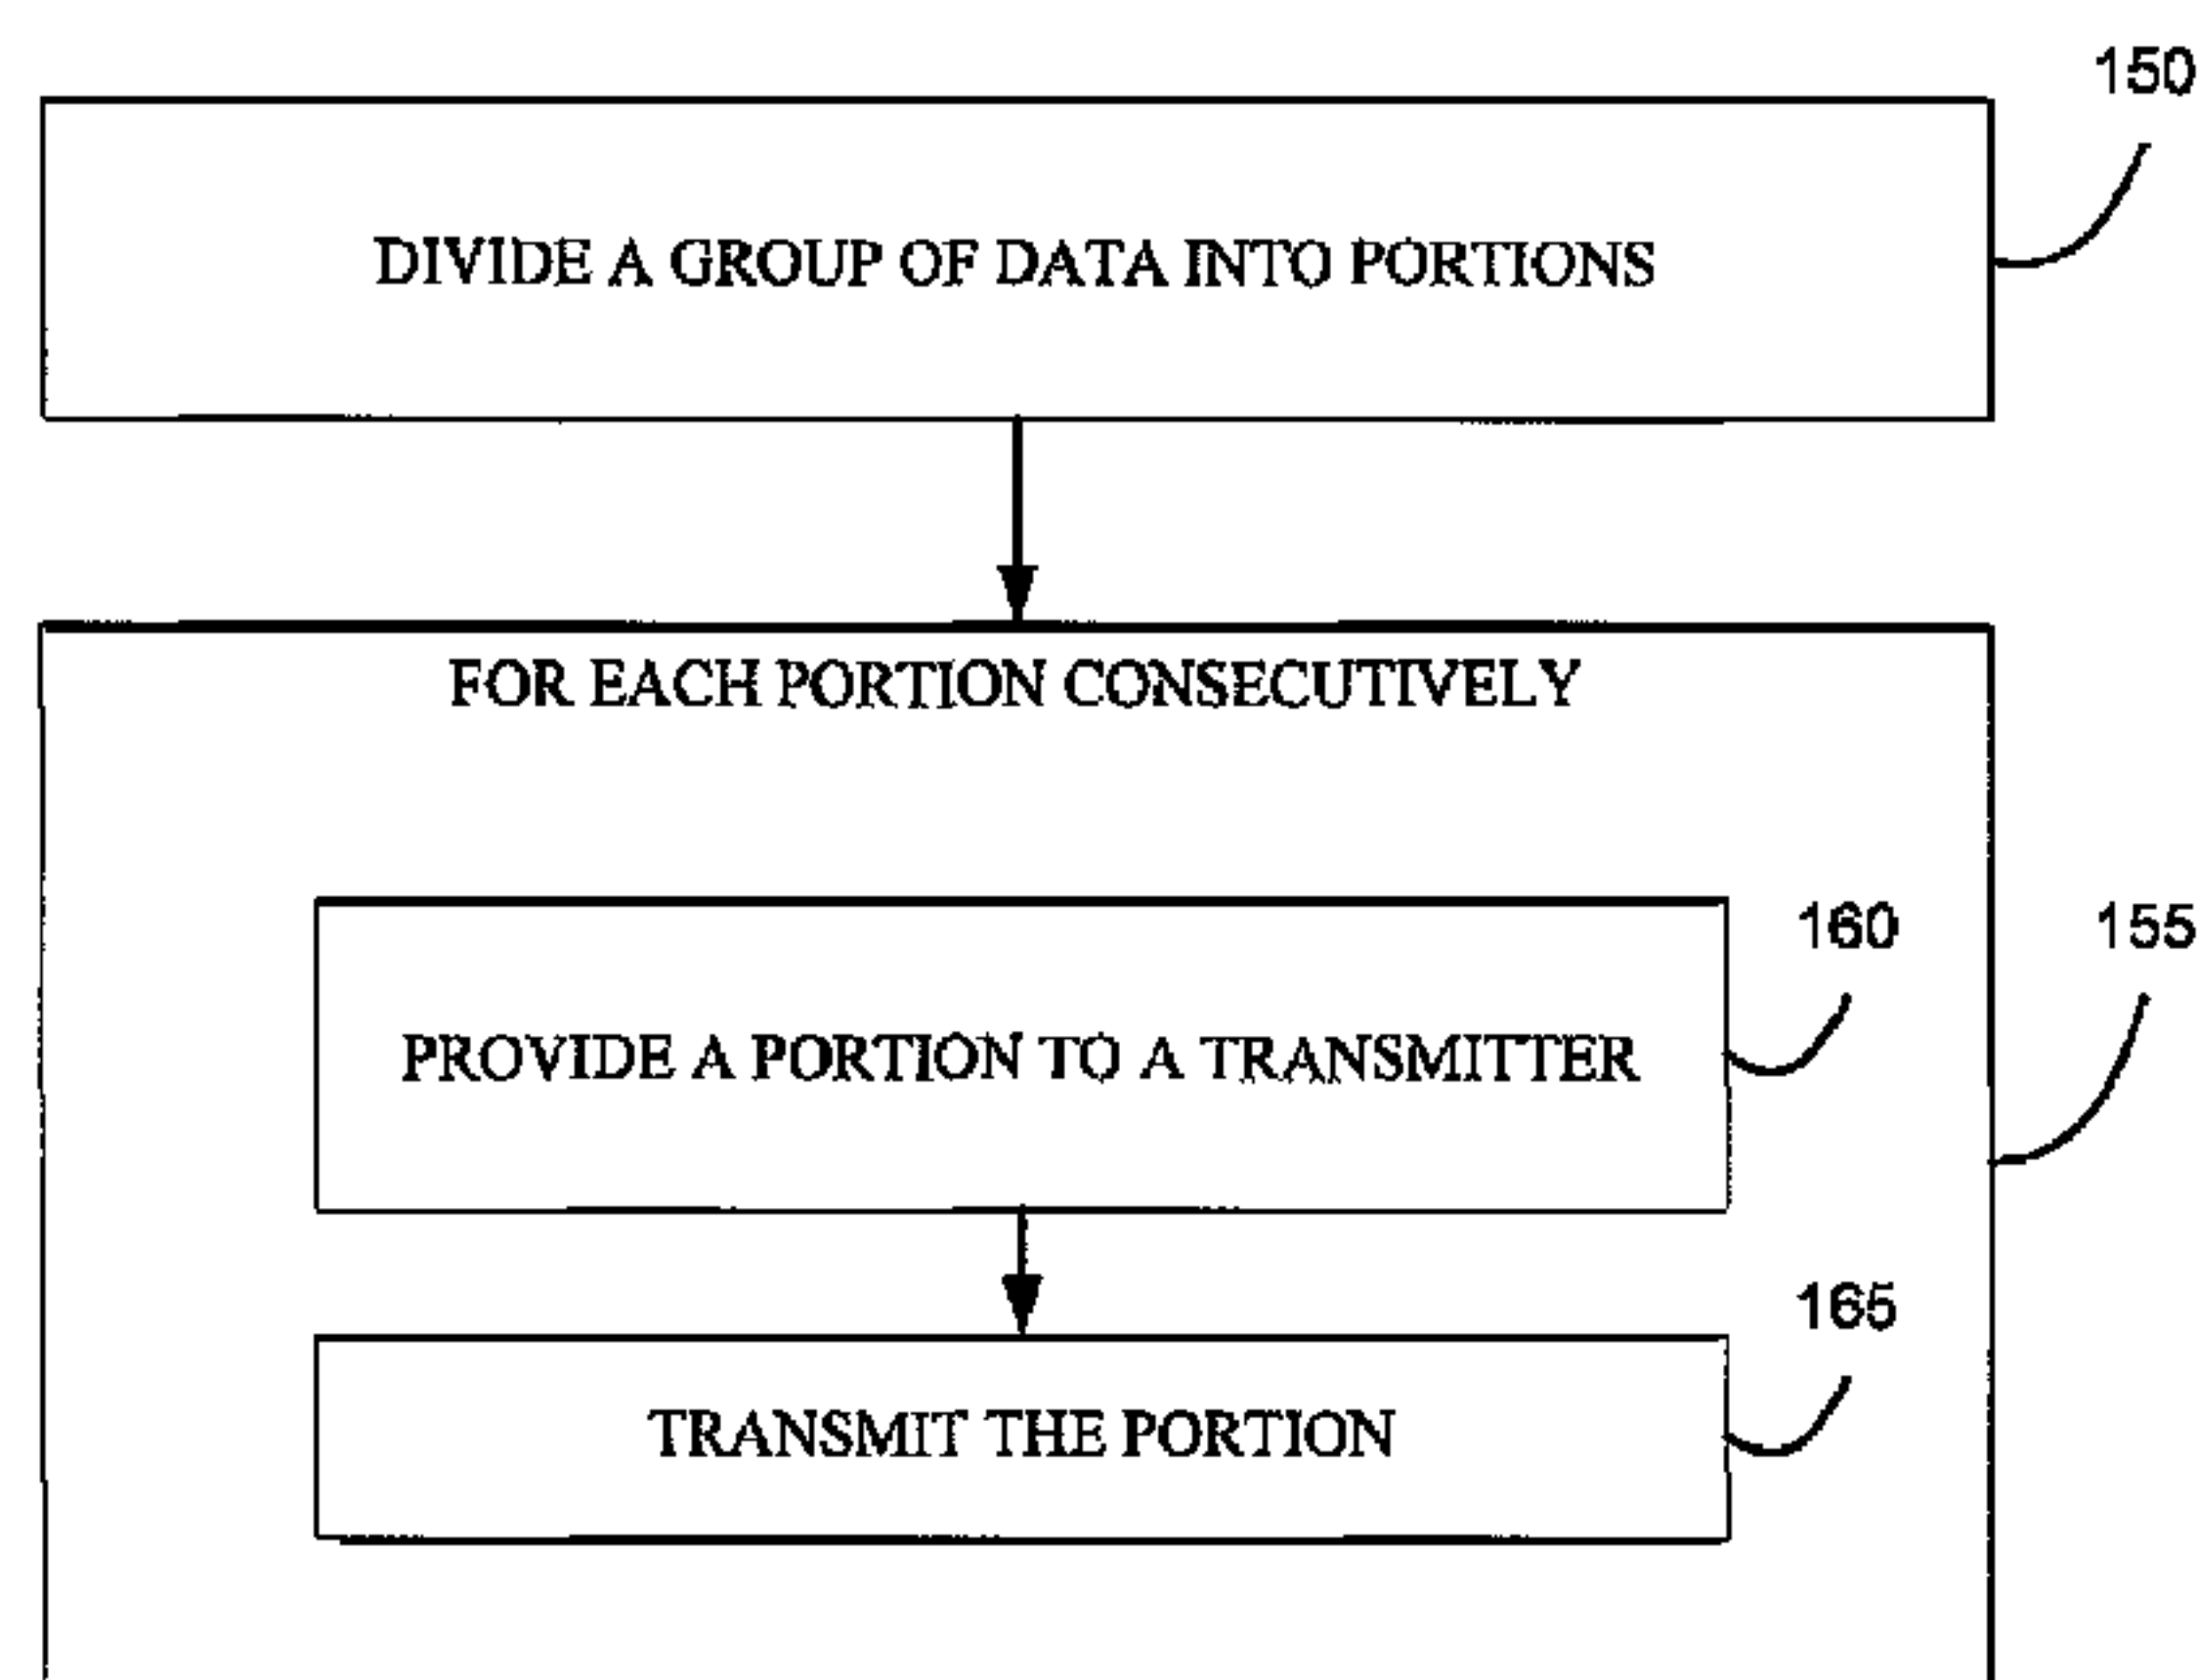 150
DIVIDE A GROUP OF DATA INTO PORTIONS
FOR EACH PORTION CONSECUTIVELY
160
155
PROVIDE A PORTION TO A TRANSMITTER
165
TRANSMIT THE PORTION